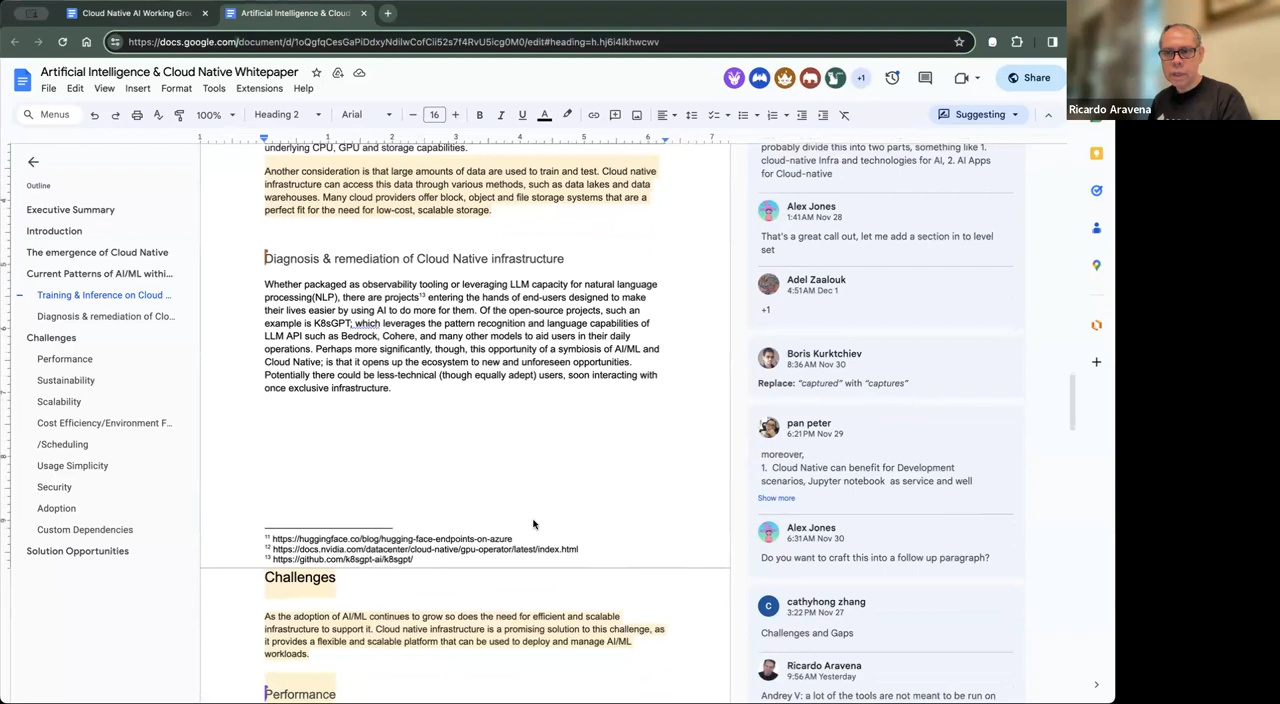 Cloud Native AI Working Grou
Artificial Intelligence & Cloud
https://docs.google.com/document/d/1oQgfqCesGaPiDdxyNdiIwCofCii52s7f4RvU5icg0M0/edit#heading=h.hj6i4lkhwcwv
Artificial Intelligence & Cloud Native Whitepaper
+1
Share
File Edit View Insert Format Tools Extensions Help
Menus
100%
Heading 2
Arial
16
B I U A
Suggesting
Ricardo Aravena
1 1 2 3 4 5 6 7
Outline
Executive Summary
Introduction
The emergence of Cloud Native
Current Patterns of AI/ML withi...
Training & Inference on Cloud ...
Diagnosis & remediation of Clo...
Challenges
Performance
Sustainability
Scalability
Cost Efficiency/Environment F...
/Scheduling
Usage Simplicity
Security
Adoption
Custom Dependencies
Solution Opportunities
underlying CPU, GPU and storage capabilities.
Another consideration is that large amounts of data are used to train and test. Cloud native
infrastructure can access this data through various methods, such as data lakes and data
warehouses. Many cloud providers offer block, object and file storage systems that are a
perfect fit for the need for low-cost, scalable storage.
Diagnosis & remediation of Cloud Native infrastructure
Whether packaged as observability tooling or leveraging LLM capacity for natural language
processing(NLP), there are projects¹³ entering the hands of end-users designed to make
their lives easier by using AI to do more for them. Of the open-source projects, such an
example is K8sGPT; which leverages the pattern recognition and language capabilities of
LLM API such as Bedrock, Cohere, and many other models to aid users in their daily
operations. Perhaps more significantly, though, this opportunity of a symbiosis of AI/ML and
Cloud Native; is that it opens up the ecosystem to new and unforeseen opportunities.
Potentially there could be less-technical (though equally adept) users, soon interacting with
once exclusive infrastructure.
¹¹ https://huggingface.co/blog/hugging-face-endpoints-on-azure
¹² https://docs.nvidia.com/datacenter/cloud-native/gpu-operator/latest/index.html
¹³ https://github.com/k8sgpt-ai/k8sgpt/
Challenges
As the adoption of AI/ML continues to grow so does the need for efficient and scalable
infrastructure to support it. Cloud native infrastructure is a promising solution to this challenge, as
it provides a flexible and scalable platform that can be used to deploy and manage AI/ML
workloads.
Performance
probably divide this into two parts, something like 1.
cloud-native Infra and technologies for AI, 2. AI Apps
for Cloud-native
Alex Jones
1:41 AM Nov 28
That's a great call out, let me add a section in to level
set
Adel Zaalouk
4:51 AM Dec 1
+1
Boris Kurktchiev
8:36 AM Nov 30
Replace: "captured" with "captures"
pan peter
6:21 PM Nov 29
moreover,
1. Cloud Native can benefit for Development
scenarios, Jupyter notebook as service and well
Show more
Alex Jones
6:31 AM Nov 30
Do you want to craft this into a follow up paragraph?
C
cathyhong zhang
3:22 PM Nov 27
Challenges and Gaps
Ricardo Aravena
9:56 AM Yesterday
Andrey V: a lot of the tools are not meant to be run on